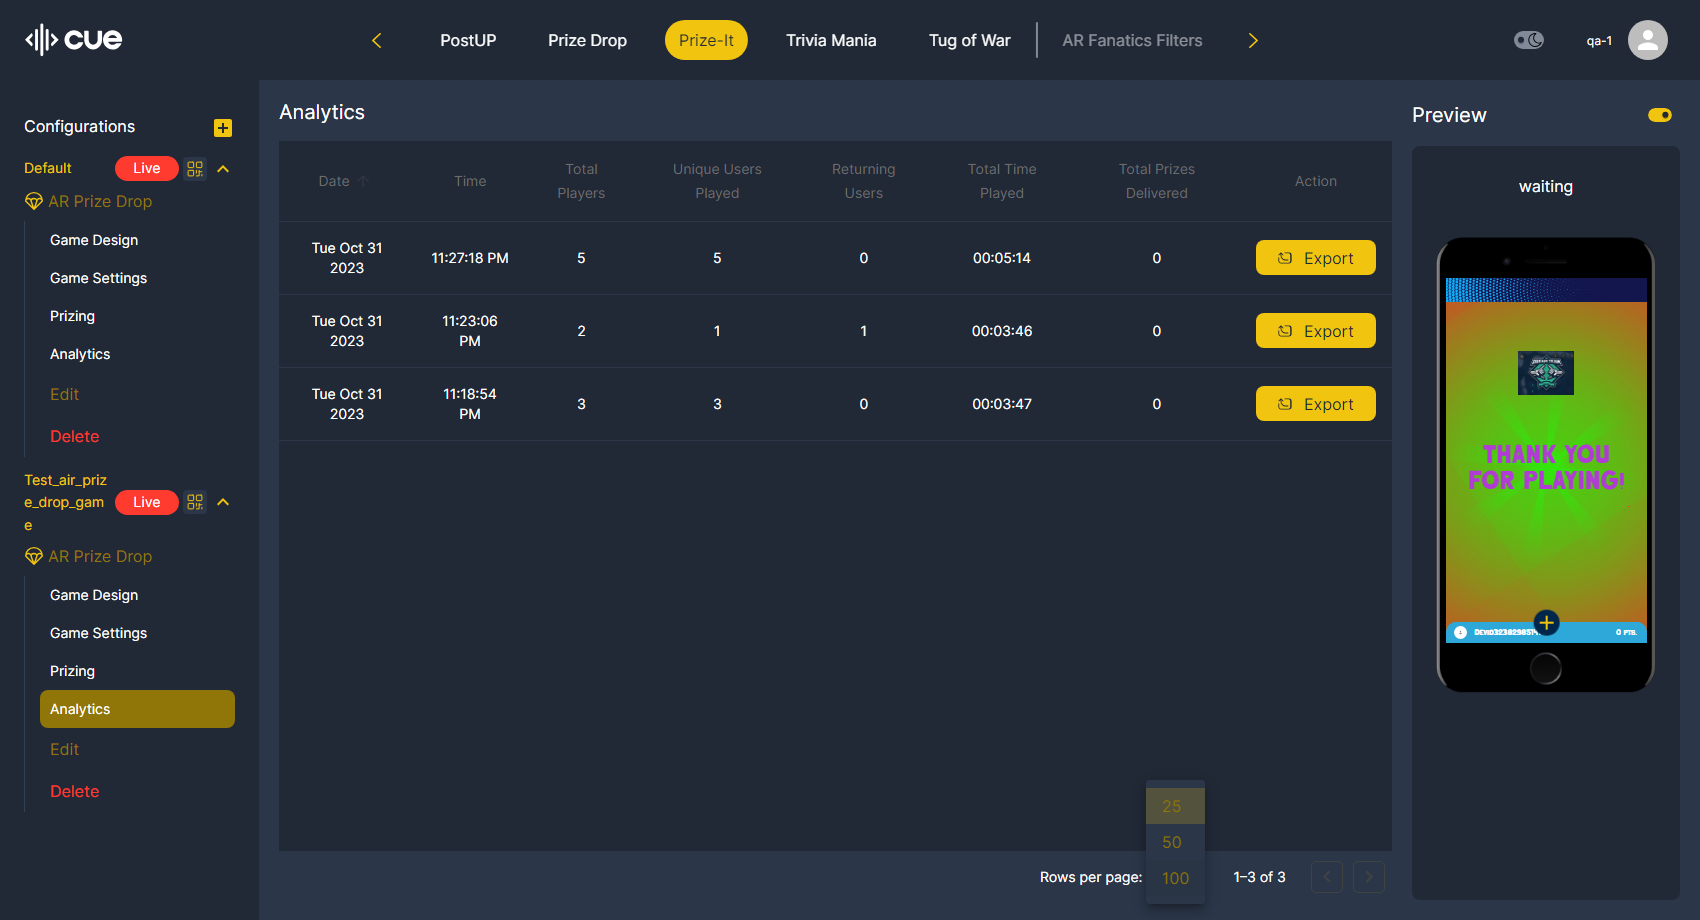 cue
PostUP
Prize Drop
Prize-It
Trivia Mania
Tug of War
AR Fanatics Filters
qa-1
Configurations
Default
Live
AR Prize Drop
Game Design
Game Settings
Prizing
Analytics
Edit
Delete
Test_air_priz
e_drop_gam
e
Live
AR Prize Drop
Game Design
Game Settings
Prizing
Analytics
Edit
Delete
Analytics
Date
Time
Total
Players
Unique Users
Played
Returning
Users
Total Time
Played
Total Prizes
Delivered
Action
Tue Oct 31
2023
11:27:18 PM
5
5
0
00:05:14
0
Export
Tue Oct 31
2023
11:23:06
PM
2
1
1
00:03:46
0
Export
Tue Oct 31
2023
11:18:54
PM
3
3
0
00:03:47
0
Export
Rows per page:
25
50
100
1–3 of 3
Preview
waiting
THANK YOU
FOR PLAYING!
0 PTS.